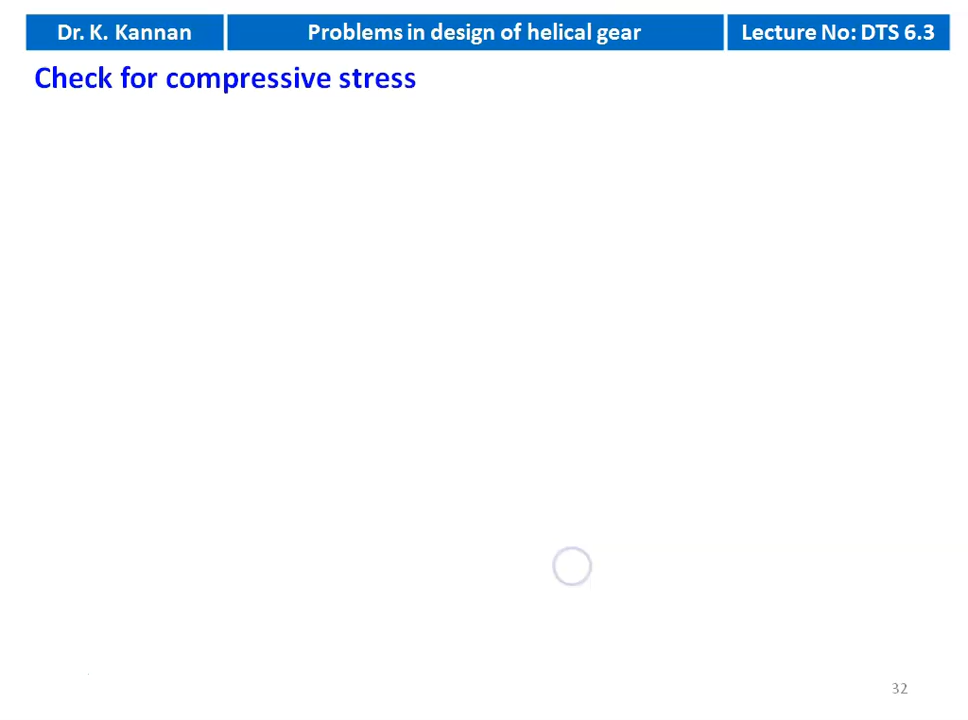 Dr. K. Kannan
Problems in design of helical gear
Lecture No: DTS 6.3
Check for compressive stress
32